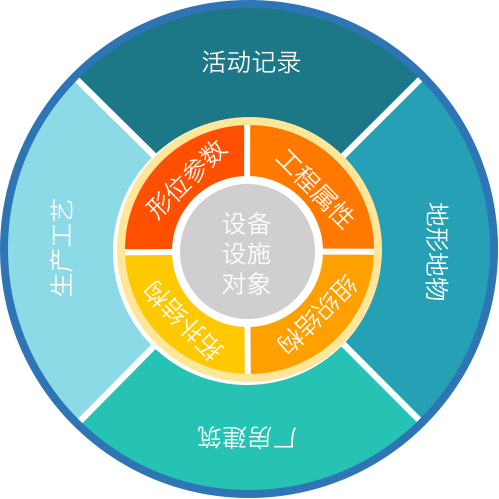 活动记录
形位参数
工程属性
设备
设施
对象
生产工艺
地形地物
拓扑结构
组织结构
厂房建筑